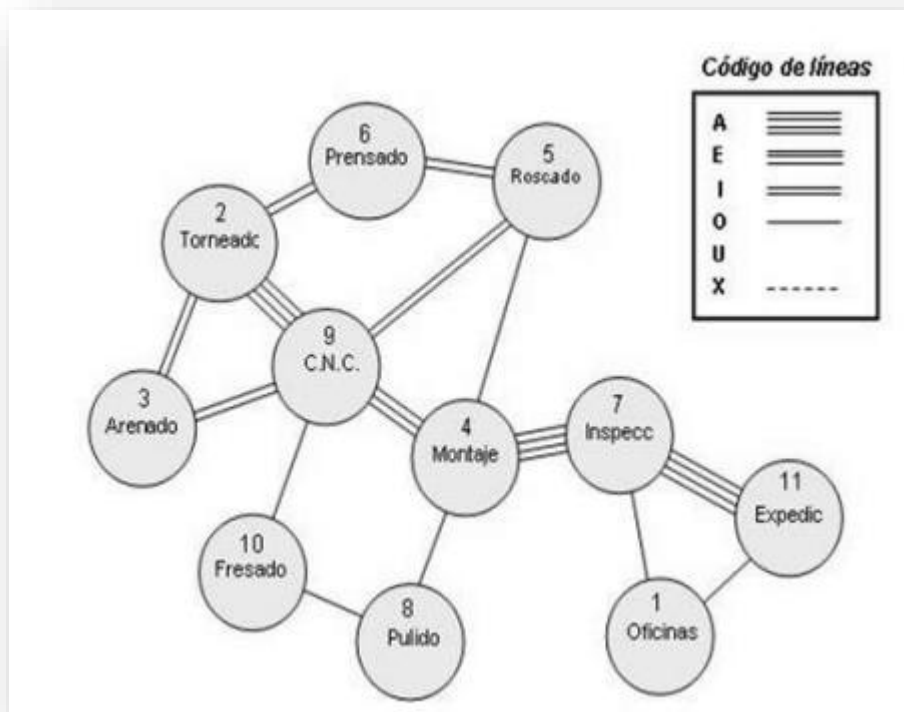 Código de líneas
A
E
I
O
U
X
6
Prensado
5
Roscado
2
Torneadc
9
C.N.C.
3
Arenado
4
Montaje
7
Inspecc
11
Expedic
10
Fresado
8
Pulido
1
Oficinas